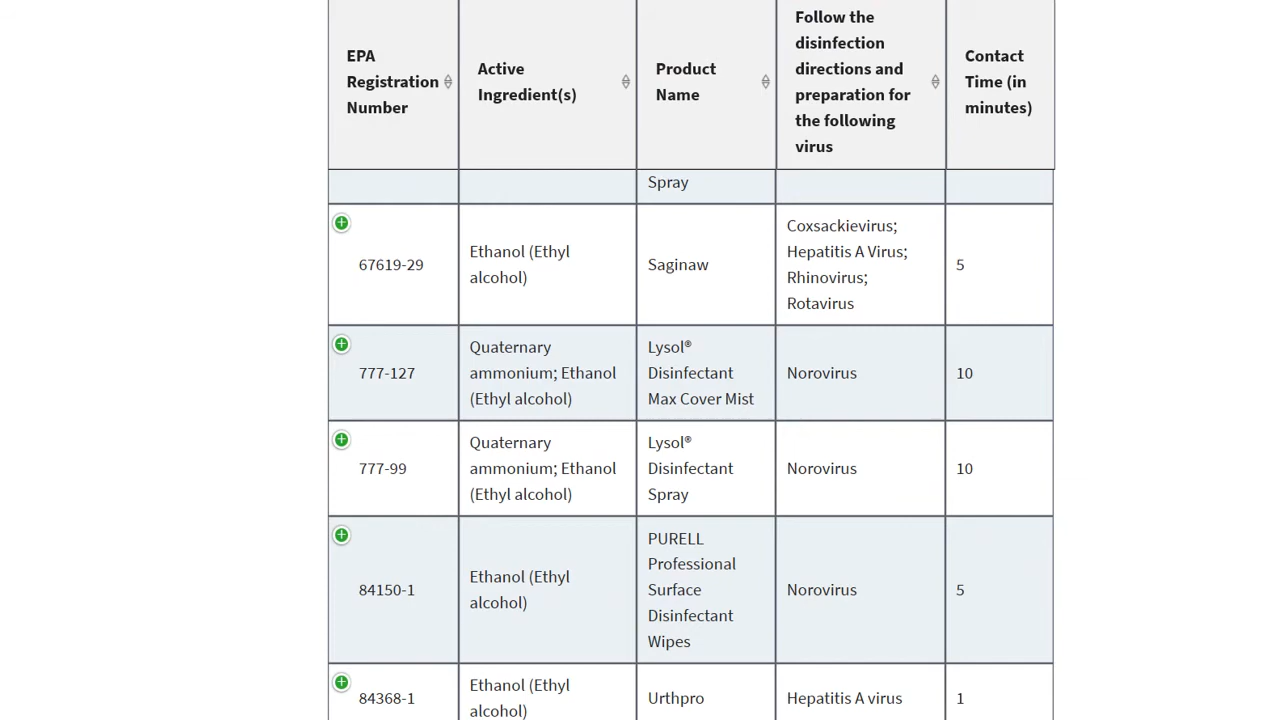 EPA
Registration
Number
Active
Ingredient(s)
Product
Name
Follow the
disinfection
directions and
preparation for
the following
virus
Contact
Time (in
minutes)
Spray
67619-29
Ethanol (Ethyl
alcohol)
Saginaw
Coxsackievirus;
Hepatitis A Virus;
Rhinovirus;
Rotavirus
5
777-127
Quaternary
ammonium; Ethanol
(Ethyl alcohol)
Lysol®
Disinfectant
Max Cover Mist
Norovirus
10
777-99
Quaternary
ammonium; Ethanol
(Ethyl alcohol)
Lysol®
Disinfectant
Spray
Norovirus
10
84150-1
Ethanol (Ethyl
alcohol)
PURELL
Professional
Surface
Disinfectant
Wipes
Norovirus
5
84368-1
Ethanol (Ethyl
alcohol)
Urthpro
Hepatitis A virus
1